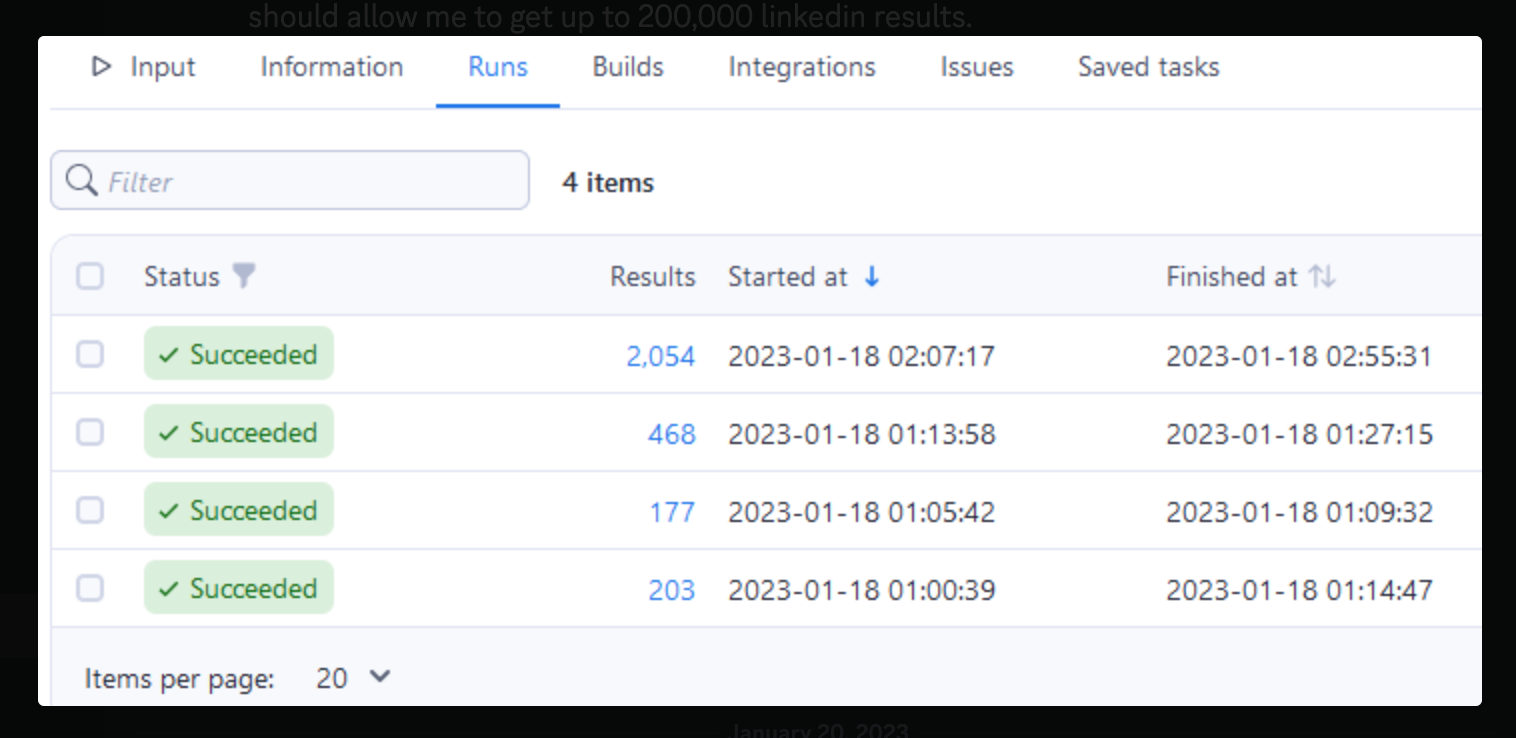 should allow me to get up to 200,000 linkedin results.
Input Information Runs Builds Integrations Issues Saved tasks
Filter 4 items
Status Results Started at Finished at
Succeeded 2,054 2023-01-18 02:07:17 2023-01-18 02:55:31
Succeeded 468 2023-01-18 01:13:58 2023-01-18 01:27:15
Succeeded 177 2023-01-18 01:05:42 2023-01-18 01:09:32
Succeeded 203 2023-01-18 01:00:39 2023-01-18 01:14:47
Items per page: 20
January 20, 2023